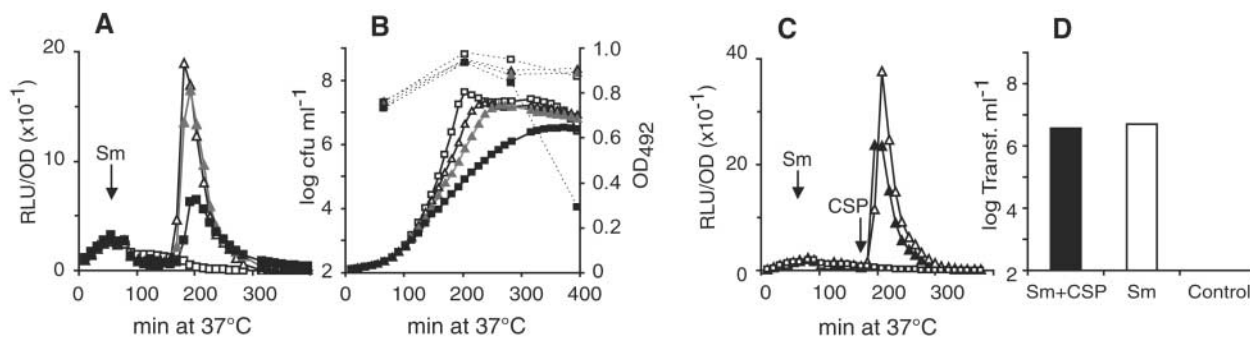 A
B
C
D
20
10
0
RLU/OD (x10-1)
Sm
0 100 200 300
min at 37°C
8
6
4
2
log cfu ml-1
1.0
0.8
0.6
0.4
0.2
0
OD492
0 100 200 300 400
min at 37°C
40
20
0
RLU/OD (x10-1)
Sm
CSP
0 100 200 300
min at 37°C
8
6
4
2
log Transf. ml-1
Sm+CSP Sm Control